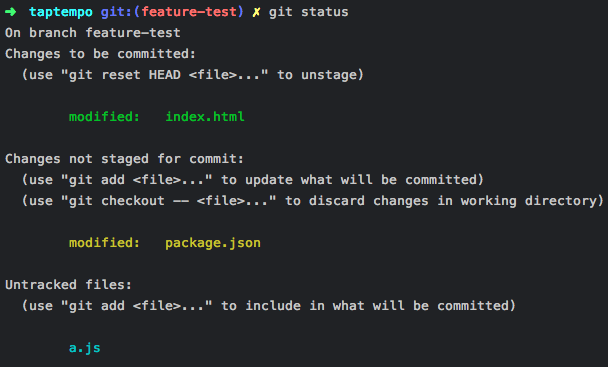 ➜  taptempo git:(feature-test) ✗ git status
On branch feature-test
Changes to be committed:
  (use "git reset HEAD <file>..." to unstage)

        modified:   index.html

Changes not staged for commit:
  (use "git add <file>..." to update what will be committed)
  (use "git checkout -- <file>..." to discard changes in working directory)

        modified:   package.json

Untracked files:
  (use "git add <file>..." to include in what will be committed)

        a.js